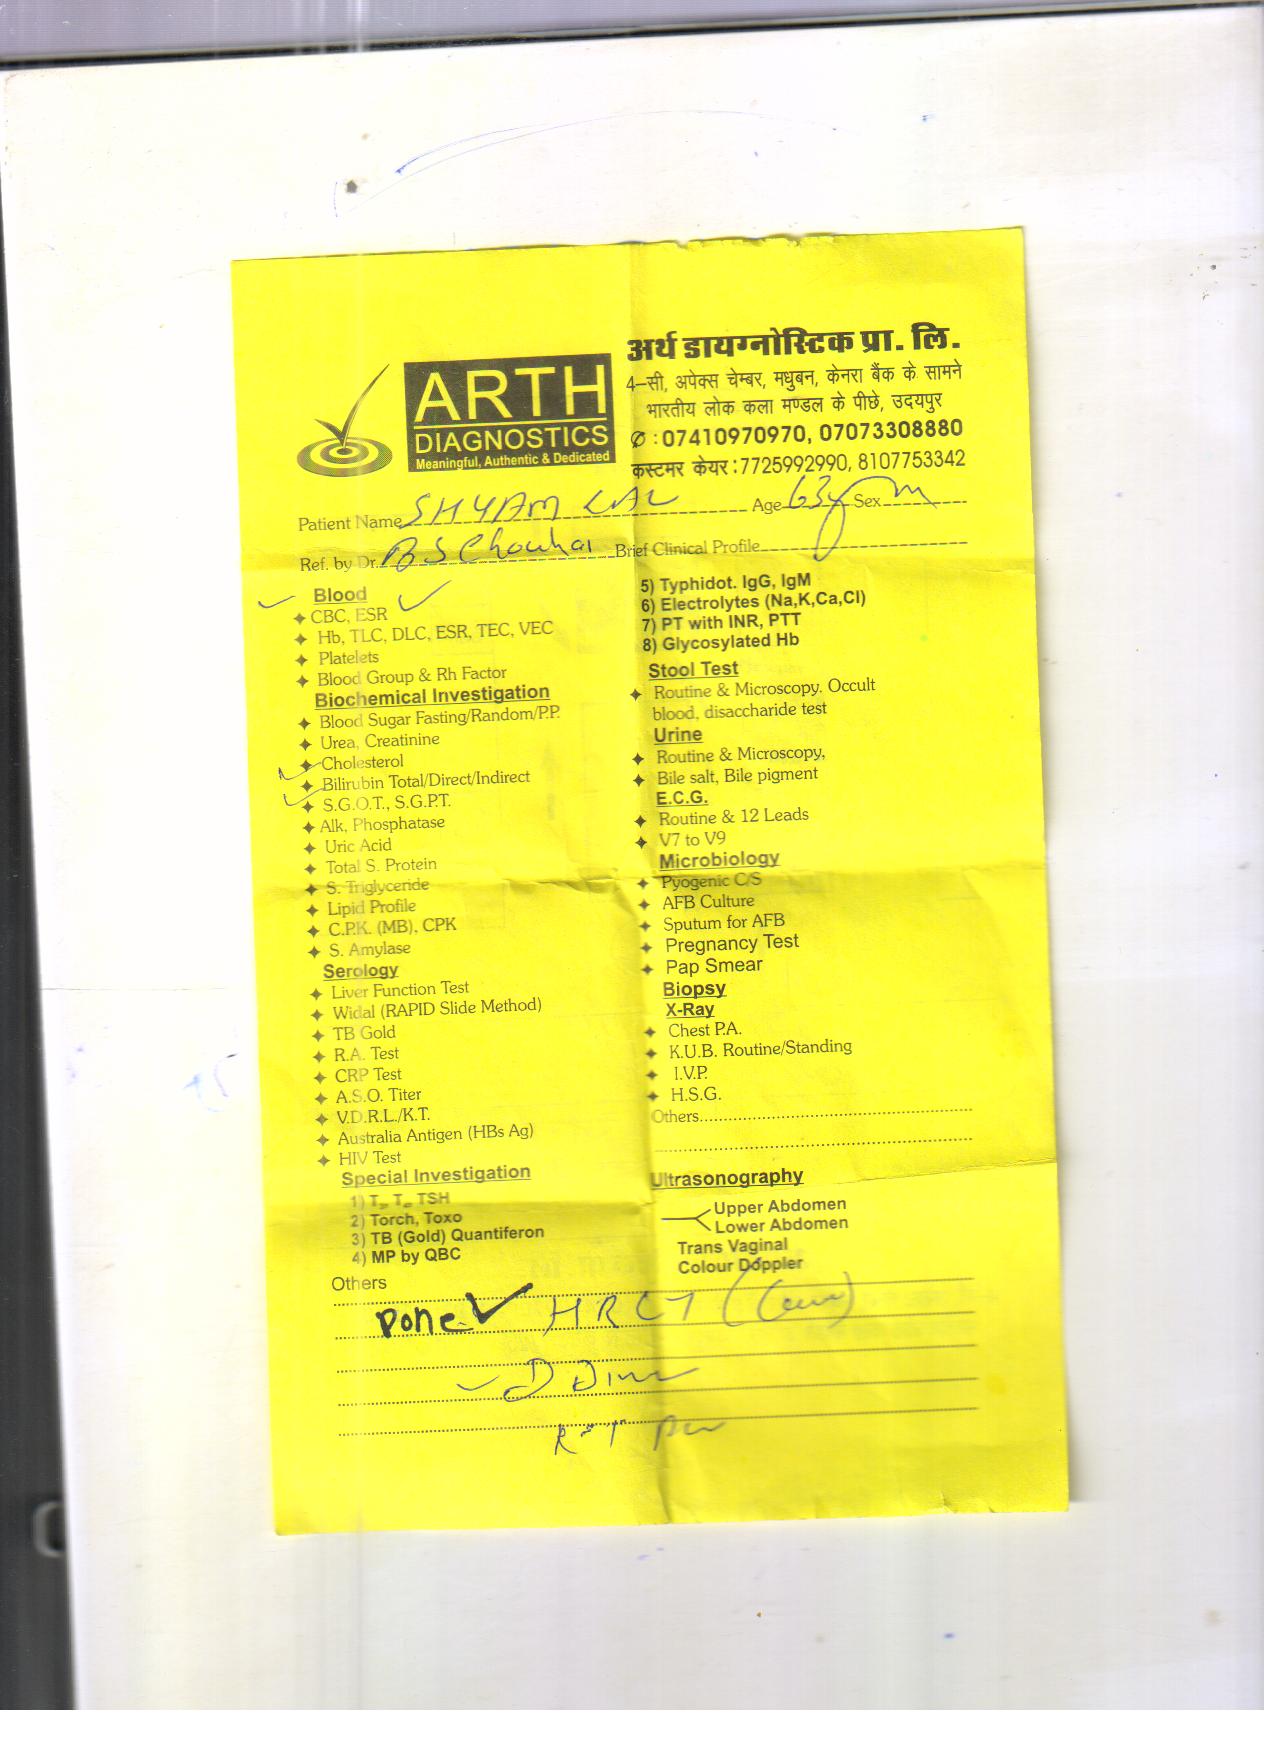 अर्थ डायग्नोस्टिक प्रा. लि.
4-सी, अपेक्स चेम्बर, मधुबन, केनरा बैंक के सामने
भारतीय लोक कला मण्डल के पीछे, उदयपुर
: 07410970970, 07073308880
कस्टमर केयर : 7725992990, 8107753342
ARTH
DIAGNOSTICS
Meaningful, Authentic & Dedicated
Patient Name SHYAM LAL Age 63y Sex m
Ref. by Dr. B S Chouhai Brief Clinical Profile
Blood
CBC, ESR
Hb, TLC, DLC, ESR, TEC, VEC
Platelets
Blood Group & Rh Factor
Biochemical Investigation
Blood Sugar Fasting/Random/P.P.
Urea, Creatinine
Cholesterol
Bilirubin Total/Direct/Indirect
S.G.O.T., S.G.P.T.
Alk, Phosphatase
Uric Acid
Total S. Protein
S. Triglyceride
Lipid Profile
C.P.K. (MB), CPK
S. Amylase
Serology
Liver Function Test
Widal (RAPID Slide Method)
TB Gold
R.A. Test
CRP Test
A.S.O. Titer
V.D.R.L./K.T.
Australia Antigen (HBs Ag)
HIV Test
Special Investigation
1) T3, T4, TSH
2) Torch, Toxo
3) TB (Gold) Quantiferon
4) MP by QBC
5) Typhidot. IgG, IgM
6) Electrolytes (Na,K,Ca,Cl)
7) PT with INR, PTT
8) Glycosylated Hb
Stool Test
Routine & Microscopy. Occult
blood, disaccharide test
Urine
Routine & Microscopy,
Bile salt, Bile pigment
E.C.G.
Routine & 12 Leads
V7 to V9
Microbiology
Pyogenic C/S
AFB Culture
Sputum for AFB
Pregnancy Test
Pap Smear
Biopsy
X-Ray
Chest P.A.
K.U.B. Routine/Standing
I.V.P.
H.S.G.
Others
Ultrasonography
Upper Abdomen
Lower Abdomen
Trans Vaginal
Colour Doppler
Others
Done HRCT
D